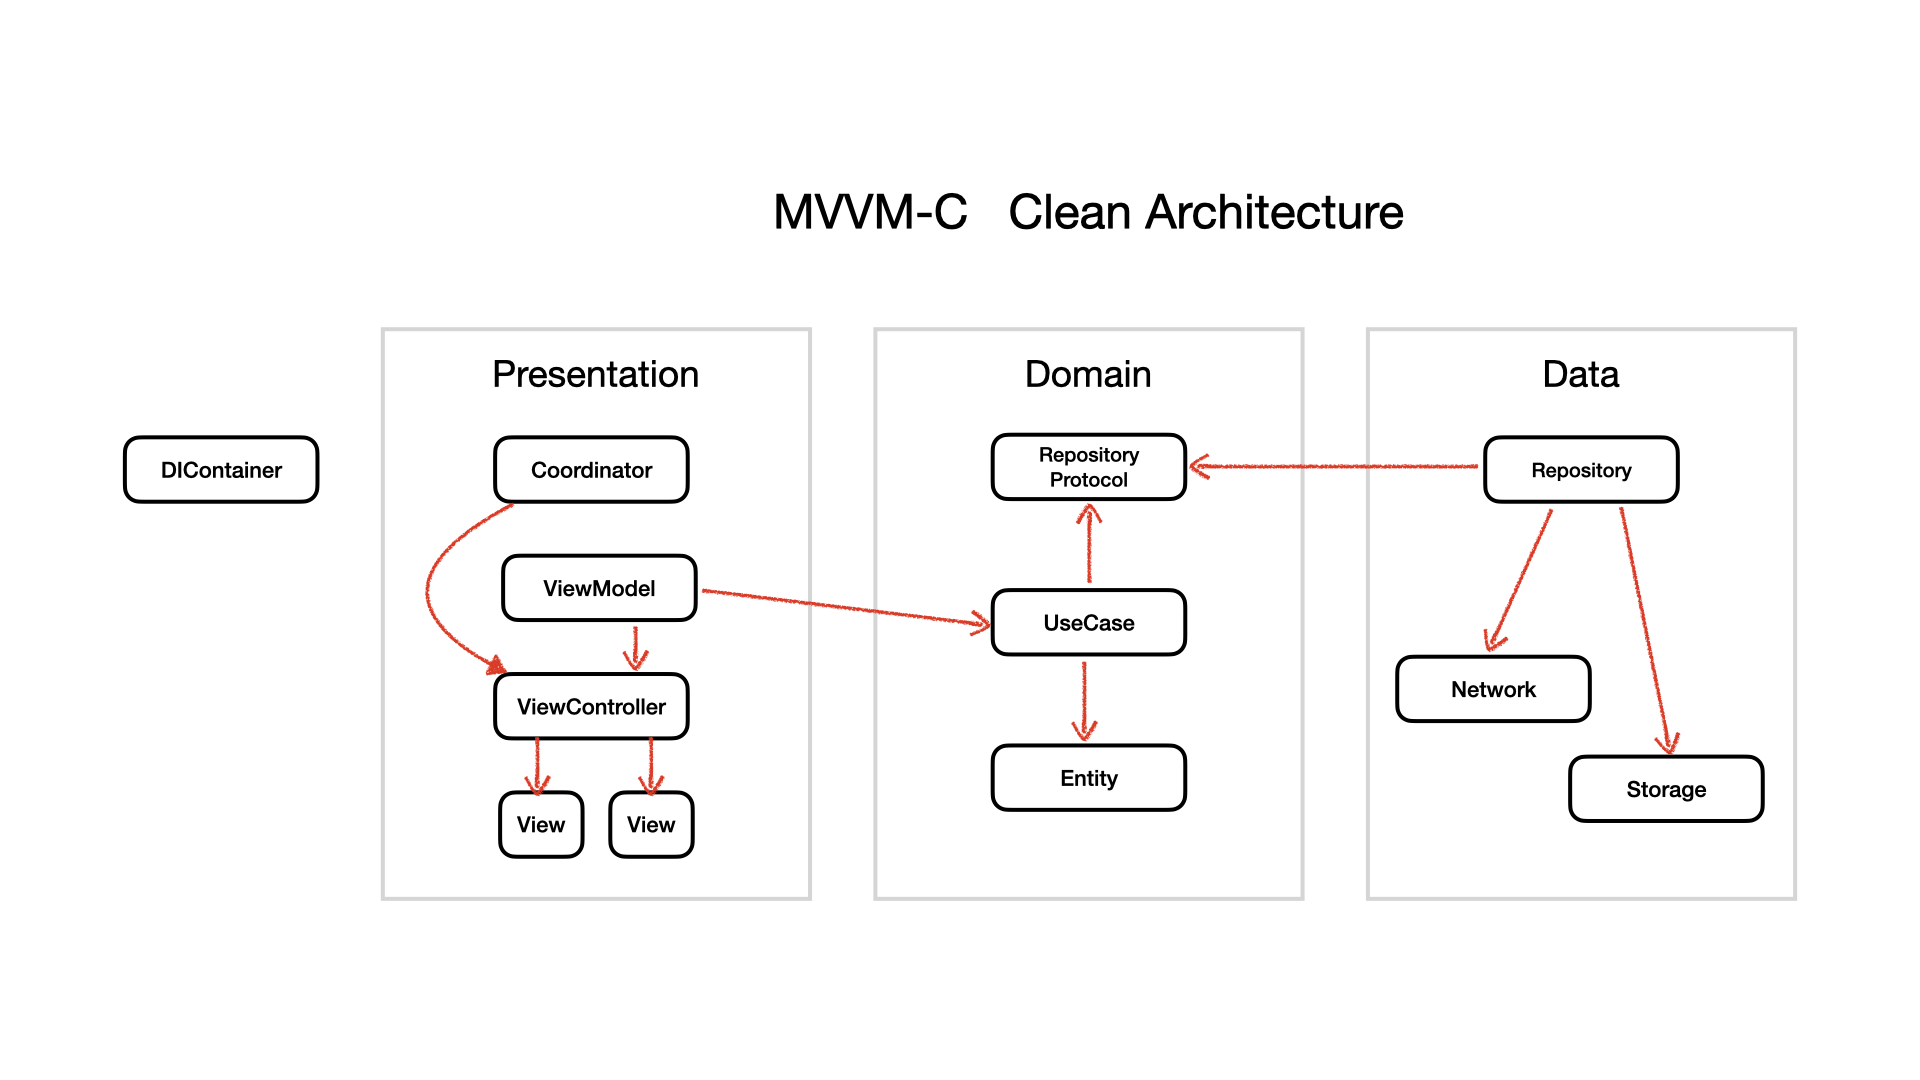 MVVM-C   Clean Architecture
DIContainer
Presentation
Coordinator
ViewModel
ViewController
View
View
Domain
Repository
Protocol
UseCase
Entity
Data
Repository
Network
Storage